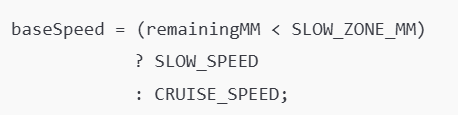 baseSpeed = (remainingMM < SLOW_ZONE_MM)
? SLOW_SPEED
: CRUISE_SPEED;